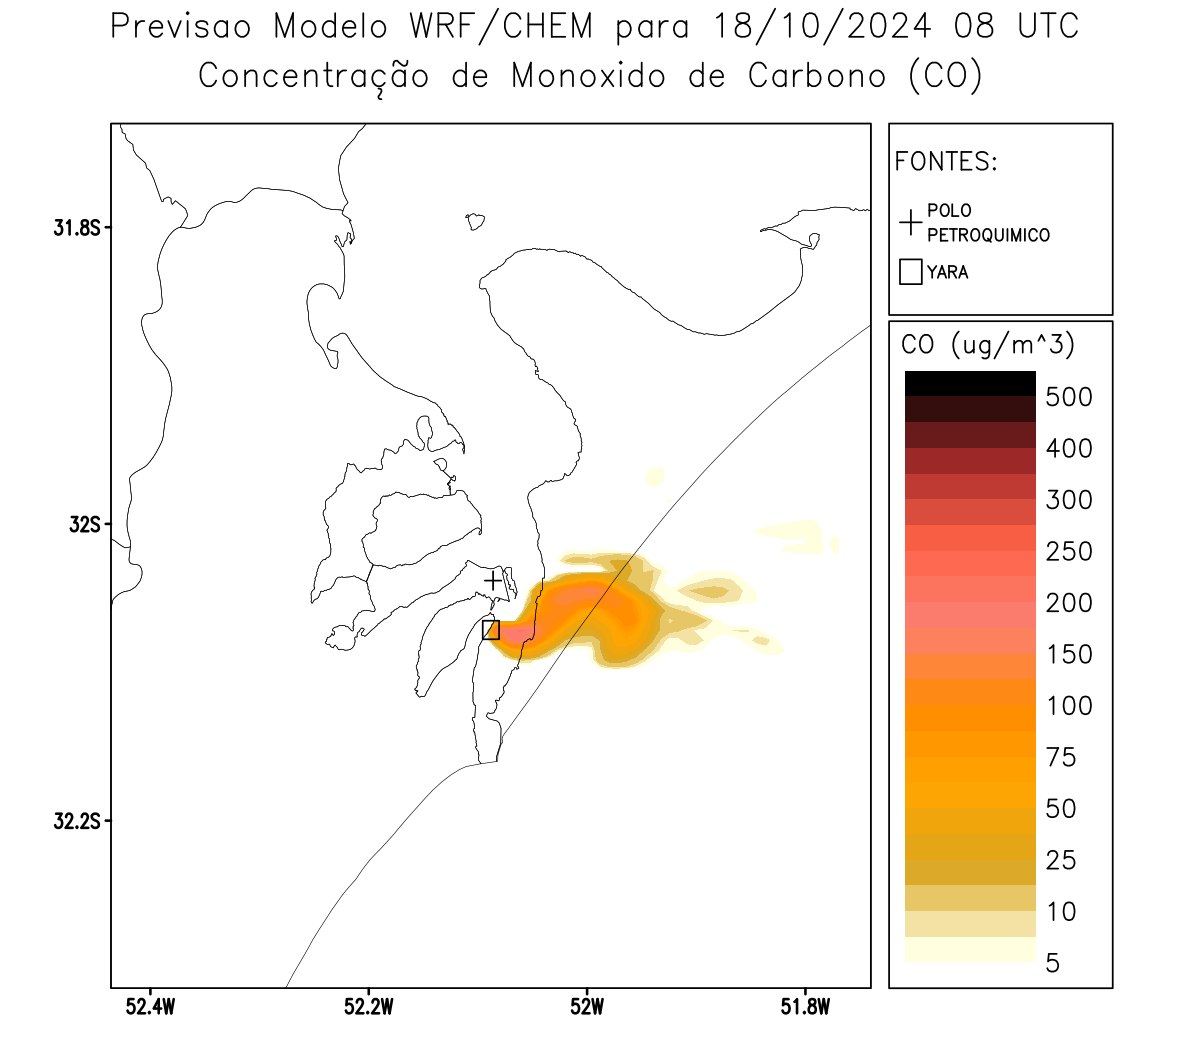 Previsao Modelo WRF/CHEM para 18/10/2024 08 UTC
Concentração de Monoxido de Carbono (CO)
FONTES:
POLO
PETROQUIMICO
YARA
CO (ug/m^3)
500
400
300
250
200
150
100
75
50
25
10
5
31.8S
32S
32.2S
52.4W
52.2W
52W
51.8W